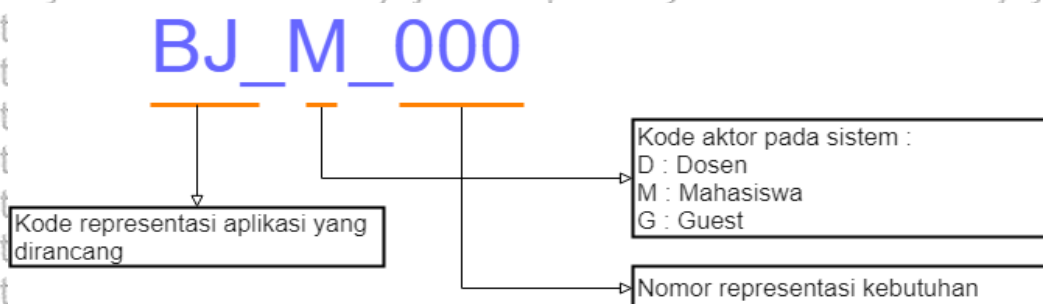 BJ_M_000
Kode aktor pada sistem :
D : Dosen
M : Mahasiswa
G : Guest
Kode representasi aplikasi yang
dirancang
Nomor representasi kebutuhan